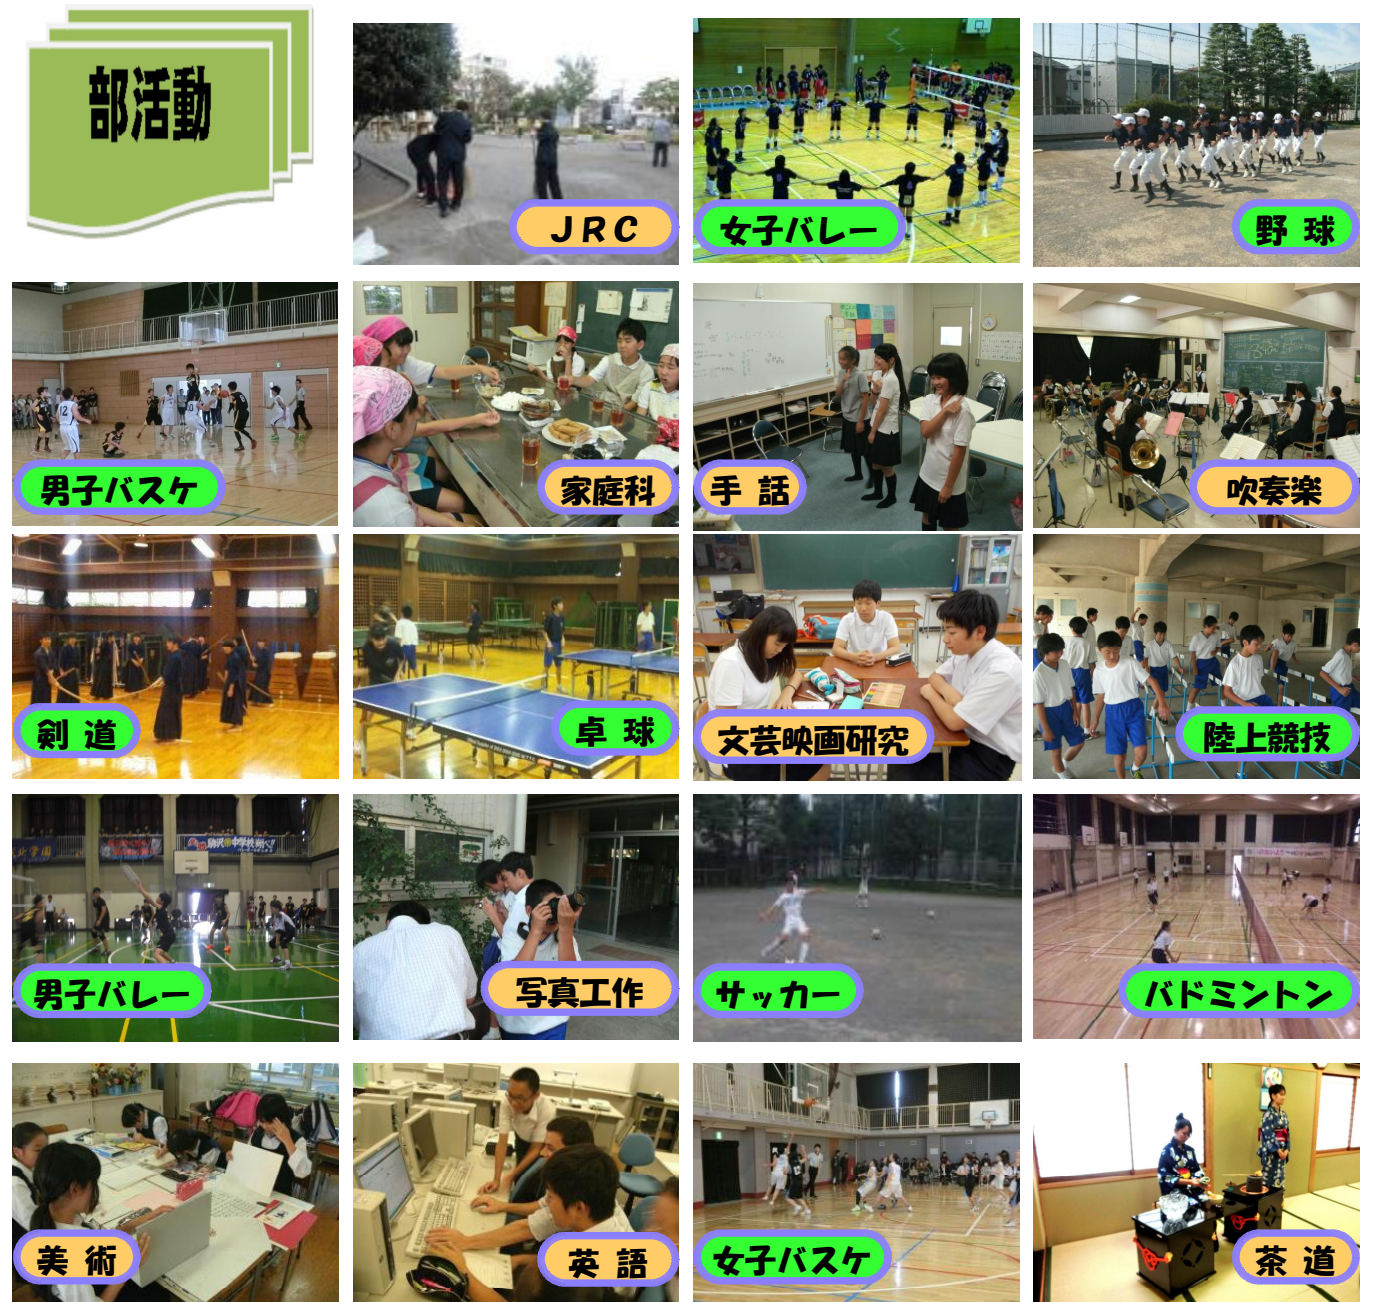 部活動
ＪＲＣ
女子バレー
野 球
男子バスケ
家庭科
手 話
吹奏楽
剣 道
卓 球
文芸映画研究
陸上競技
男子バレー
写真工作
サッカー
バドミントン
美 術
英 語
女子バスケ
茶 道